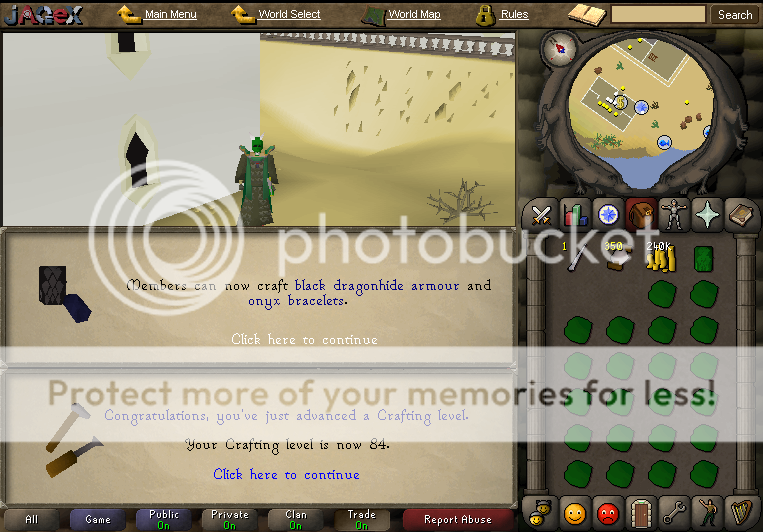 JAGeX
Main Menu
World Select
World Map
Rules
Search
1
350
240K
photobucket
Members can now craft black dragonhide armour and
onyx bracelets.
Click here to continue
Protect more of your memories for less!
Congratulations, you've just advanced a Crafting level.
Your Crafting level is now 84.
Click here to continue
All
Game
Public
On
Private
On
Clan
On
Trade
On
Report Abuse